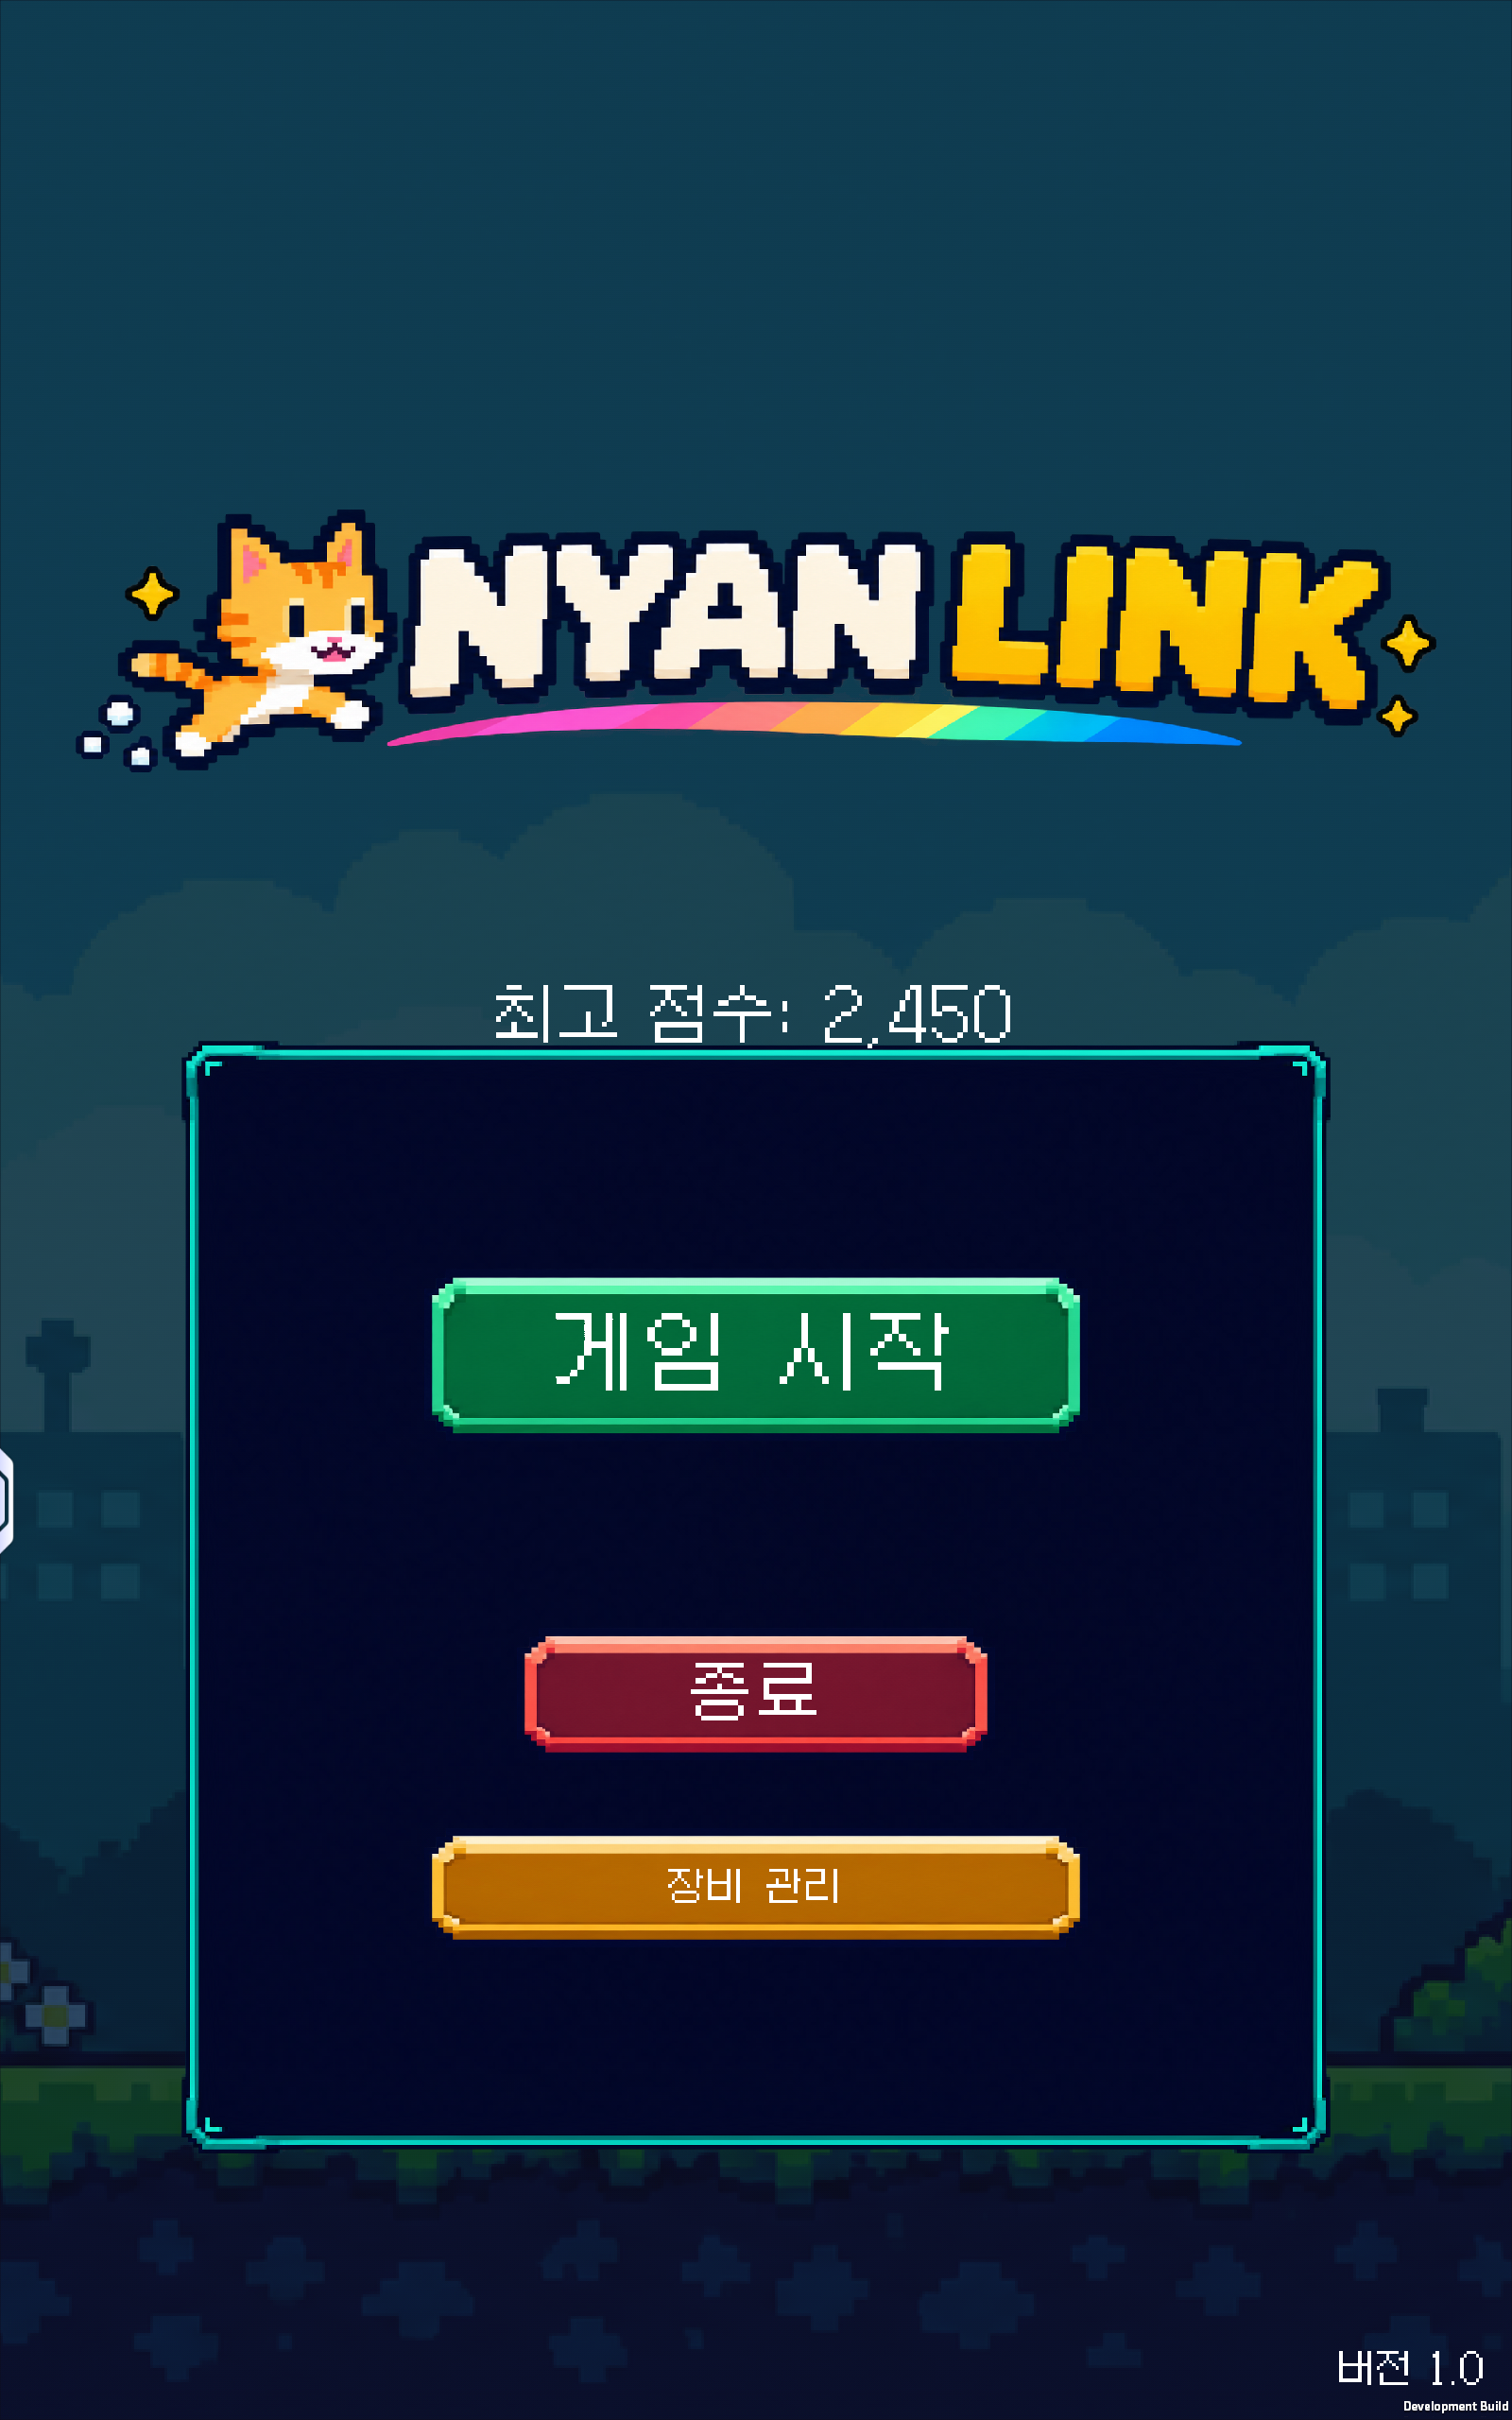 NYAN LINK
최고 점수: 2,450
게임 시작
종료
장비 관리
버전 1.0
Development Build